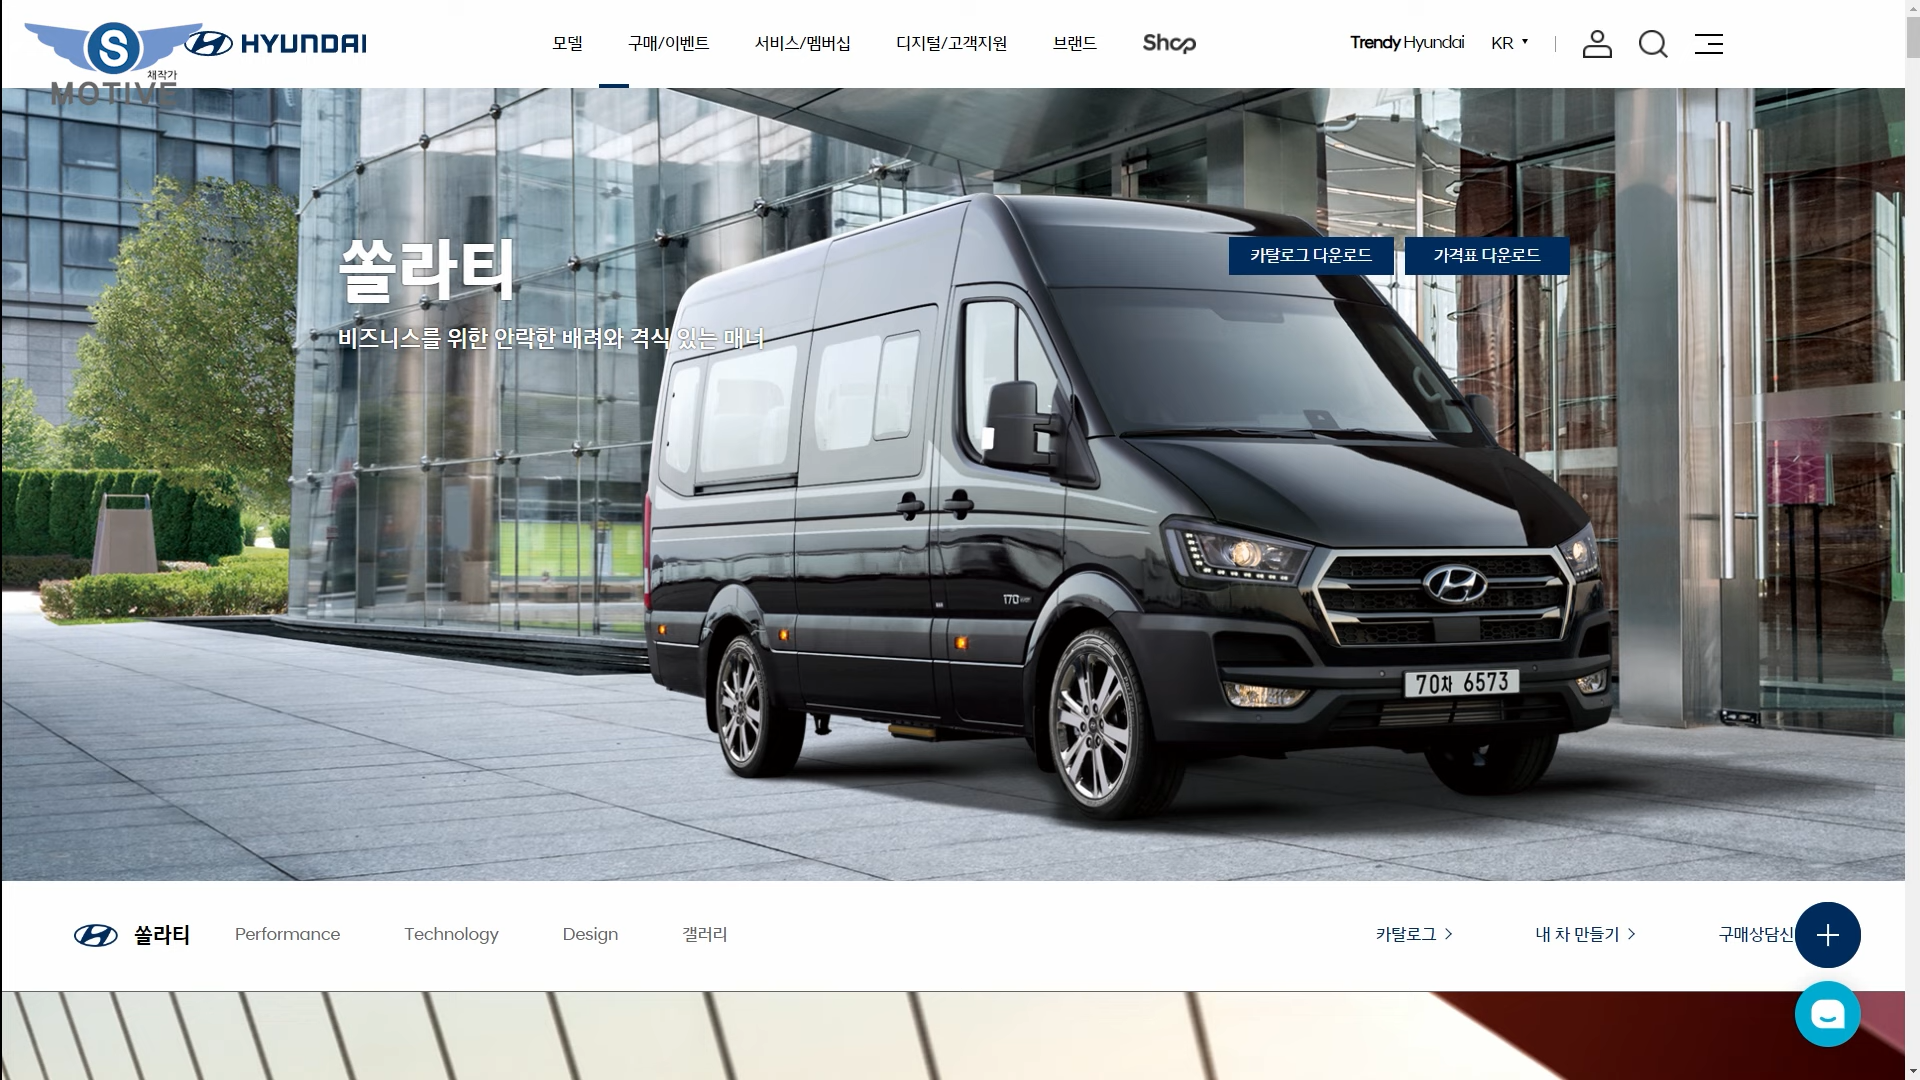 S
채작가
MOTIVE
HYUNDAI
모델
구매/이벤트
서비스/멤버십
디지털/고객지원
브랜드
Shop
Trendy Hyundai
KR
쏠라티
비즈니스를 위한 안락한 배려와 격식 있는 매너
카탈로그 다운로드
가격표 다운로드
170
70차 6573
쏠라티
Performance
Technology
Design
갤러리
카탈로그
내 차 만들기
구매상담신